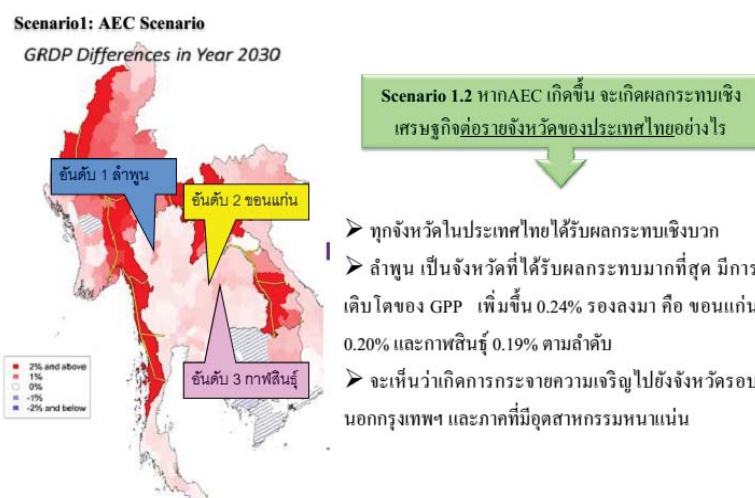 Scenario1: AEC Scenario
GRDP Differences in Year 2030
อันดับ 1 ลำพูน
อันดับ 2 ขอนแก่น
อันดับ 3 กาฬสินธุ์
2% and above
1%
0%
-1%
-2% and below
Scenario 1.2 หากAEC เกิดขึ้น จะเกิดผลกระทบเชิง
เศรษฐกิจต่อรายจังหวัดของประเทศไทยอย่างไร
➤ ทุกจังหวัดในประเทศไทยได้รับผลกระทบเชิงบวก
➤ ลำพูน เป็นจังหวัดที่ได้รับผลกระทบมากที่สุด มีการ
เติบโตของ GPP เพิ่มขึ้น 0.24% รองลงมา คือ ขอนแก่น
0.20% และกาฬสินธุ์ 0.19% ตามลำดับ
➤ จะเห็นว่าเกิดการกระจายความเจริญไปยังจังหวัดรอบ
นอกกรุงเทพฯ และภาคที่มีอุตสาหกรรมหนาแน่น